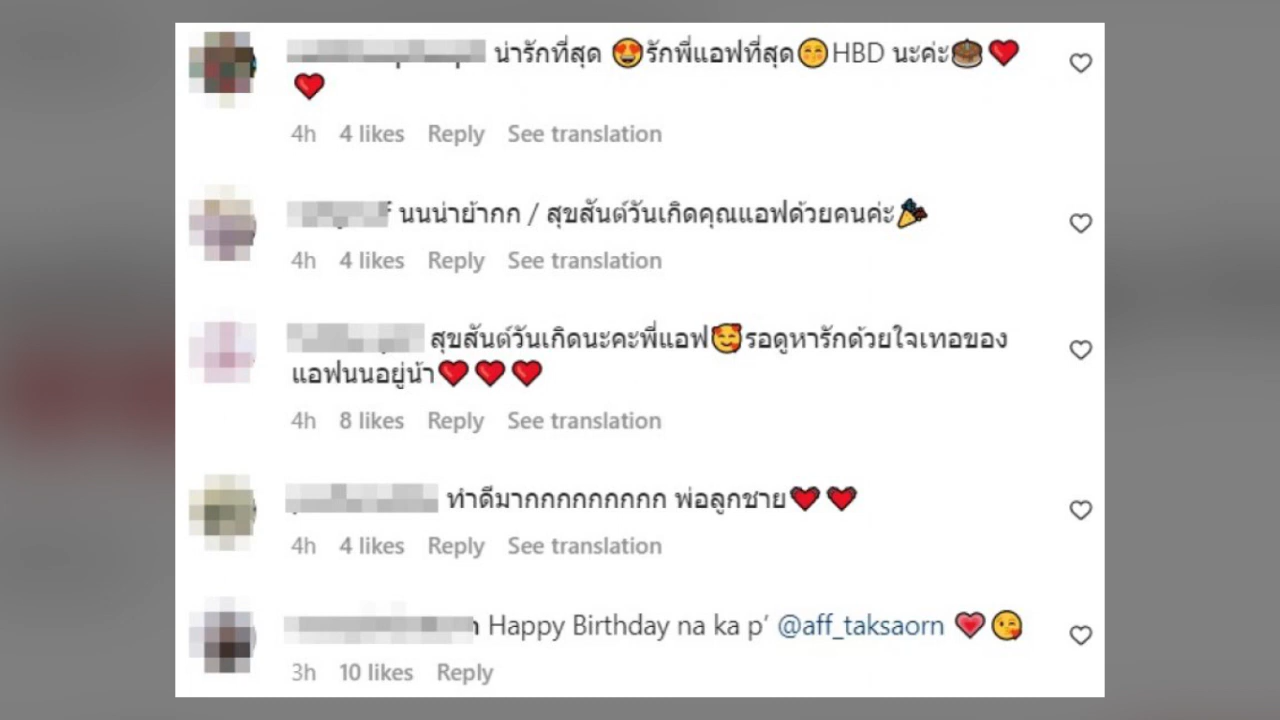 น่ารักที่สุด 😍รักพี่แอฟที่สุด😚HBD นะค่ะ🎂❤️
❤️
4h 4 likes Reply See translation
นนน่าย้ากก / สุขสันต์วันเกิดคุณแอฟด้วยคนค่ะ🎉
4h 4 likes Reply See translation
สุขสันต์วันเกิดนะคะพี่แอฟ🥰รอดูหารักด้วยใจเทอของ
แอฟนนอยู่น้า❤️❤️❤️
4h 8 likes Reply See translation
ทำดีมากกกกกกกกก พ่อลูกชาย❤️❤️
4h 4 likes Reply See translation
Happy Birthday na ka p’ @aff_taksaorn 💗😘
3h 10 likes Reply